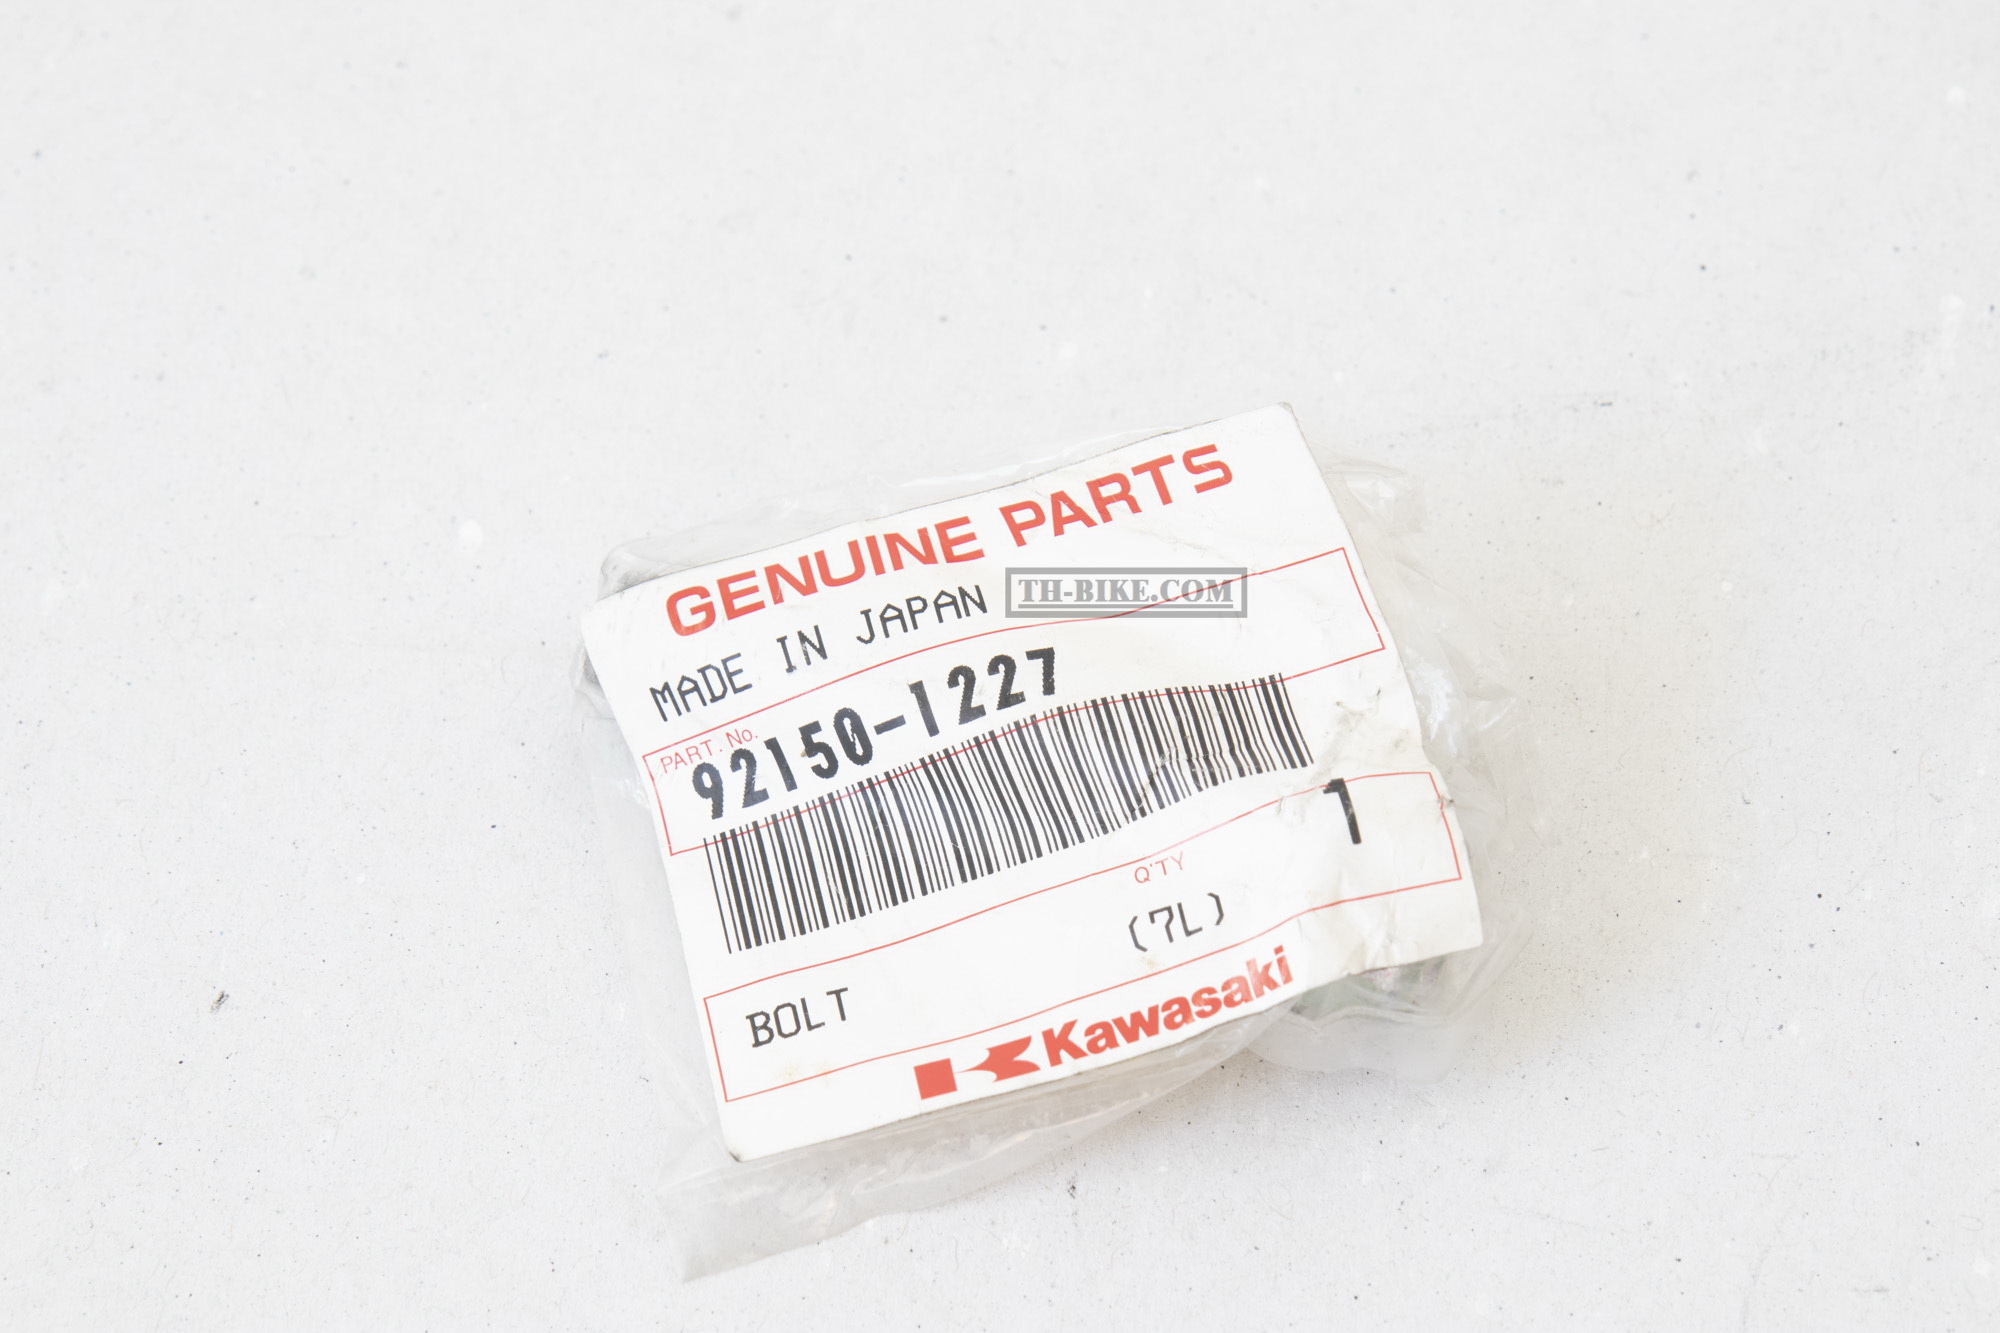 GENUINE PARTS
MADE IN JAPAN
TH-BIKE.COM
PART. No.
92150-1227
1
Q'TY
(7L)
BOLT
Kawasaki